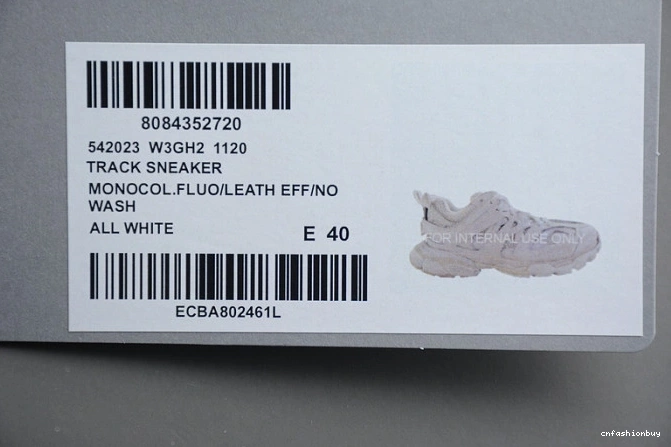 8084352720
542023 W3GH2 1120
TRACK SNEAKER
MONOCOL.FLUO/LEATH EFF/NO
WASH
ALL WHITE
E 40
FOR INTERNAL USE ONLY
ECBA802461L
cnfashionbuy